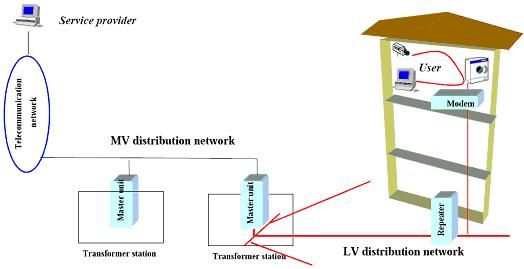 Service provider
User
Modem
Telecommunication
network
MV distribution network
Master unit
Master unit
Repeater
Transformer station
Transformer station
LV distribution network